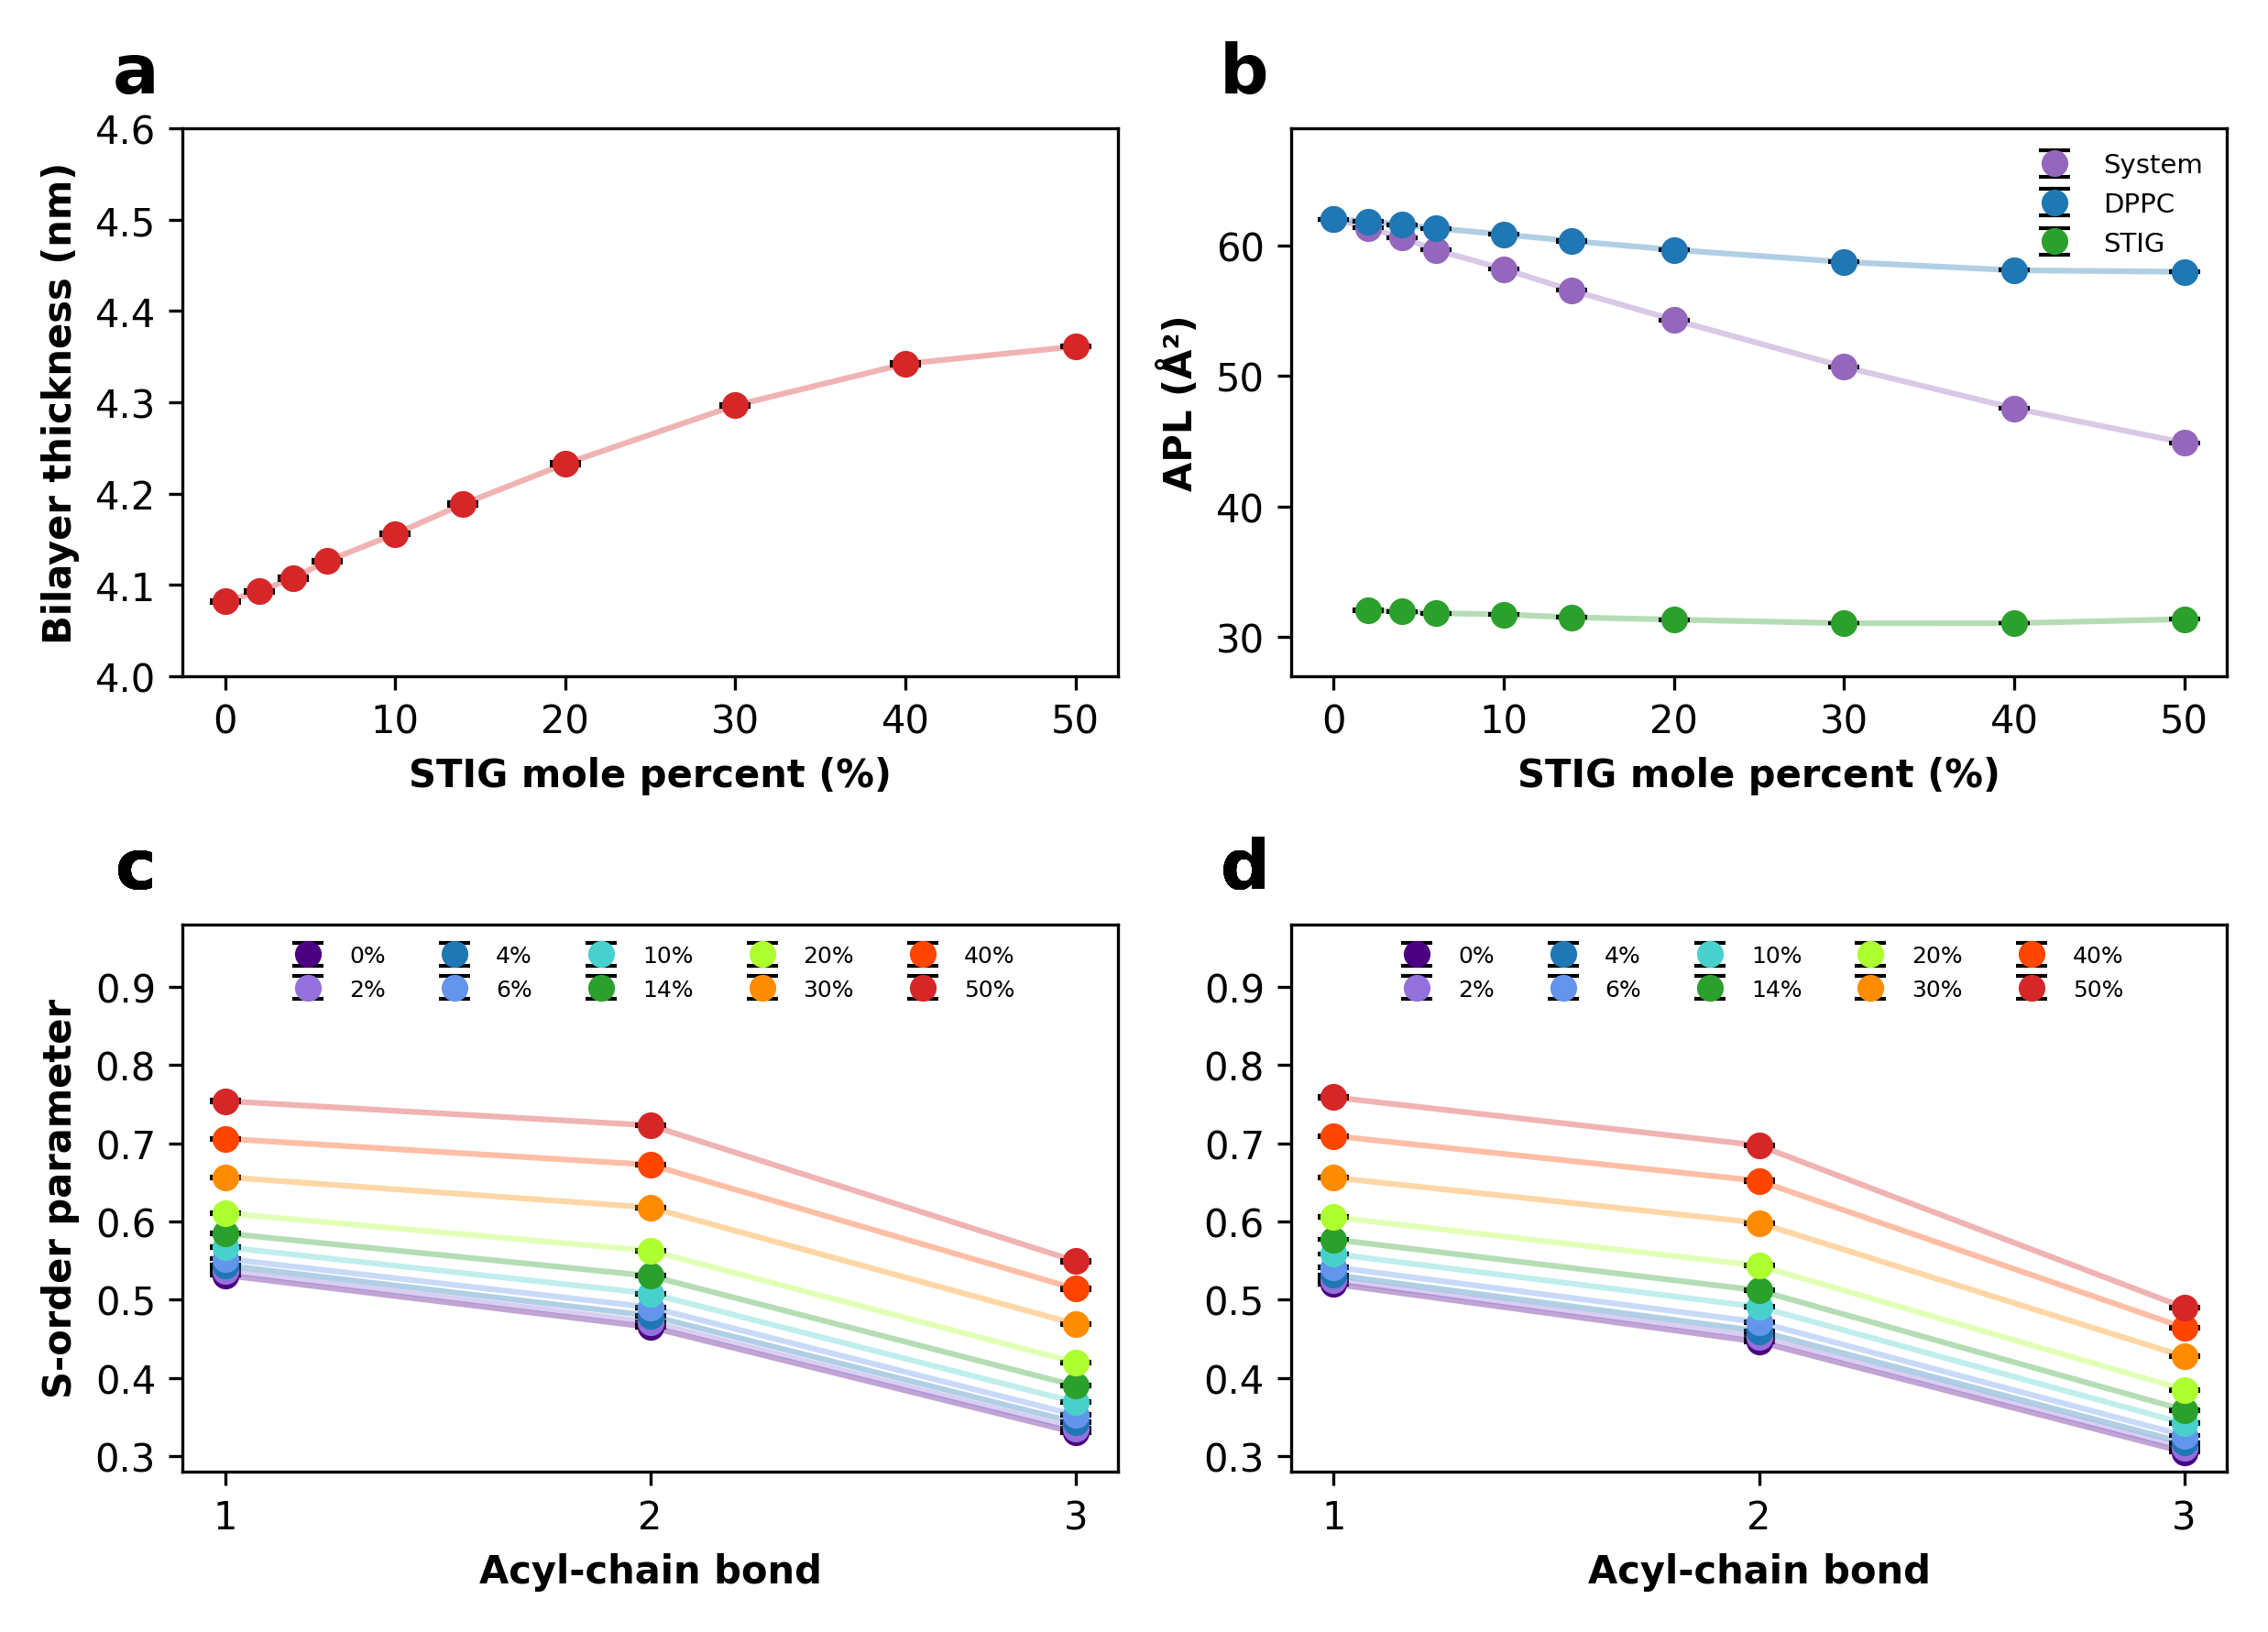 a
Bilayer thickness (nm)
4.6
4.5
4.4
4.3
4.2
4.1
4.0
0 10 20 30 40 50
STIG mole percent (%)
b
APL (Å²)
60
50
40
30
System
DPPC
STIG
0 10 20 30 40 50
STIG mole percent (%)
c
S-order parameter
0.9
0.8
0.7
0.6
0.5
0.4
0.3
0% 4% 10% 20% 40%
2% 6% 14% 30% 50%
1 2 3
Acyl-chain bond
d
0.9
0.8
0.7
0.6
0.5
0.4
0.3
0% 4% 10% 20% 40%
2% 6% 14% 30% 50%
1 2 3
Acyl-chain bond